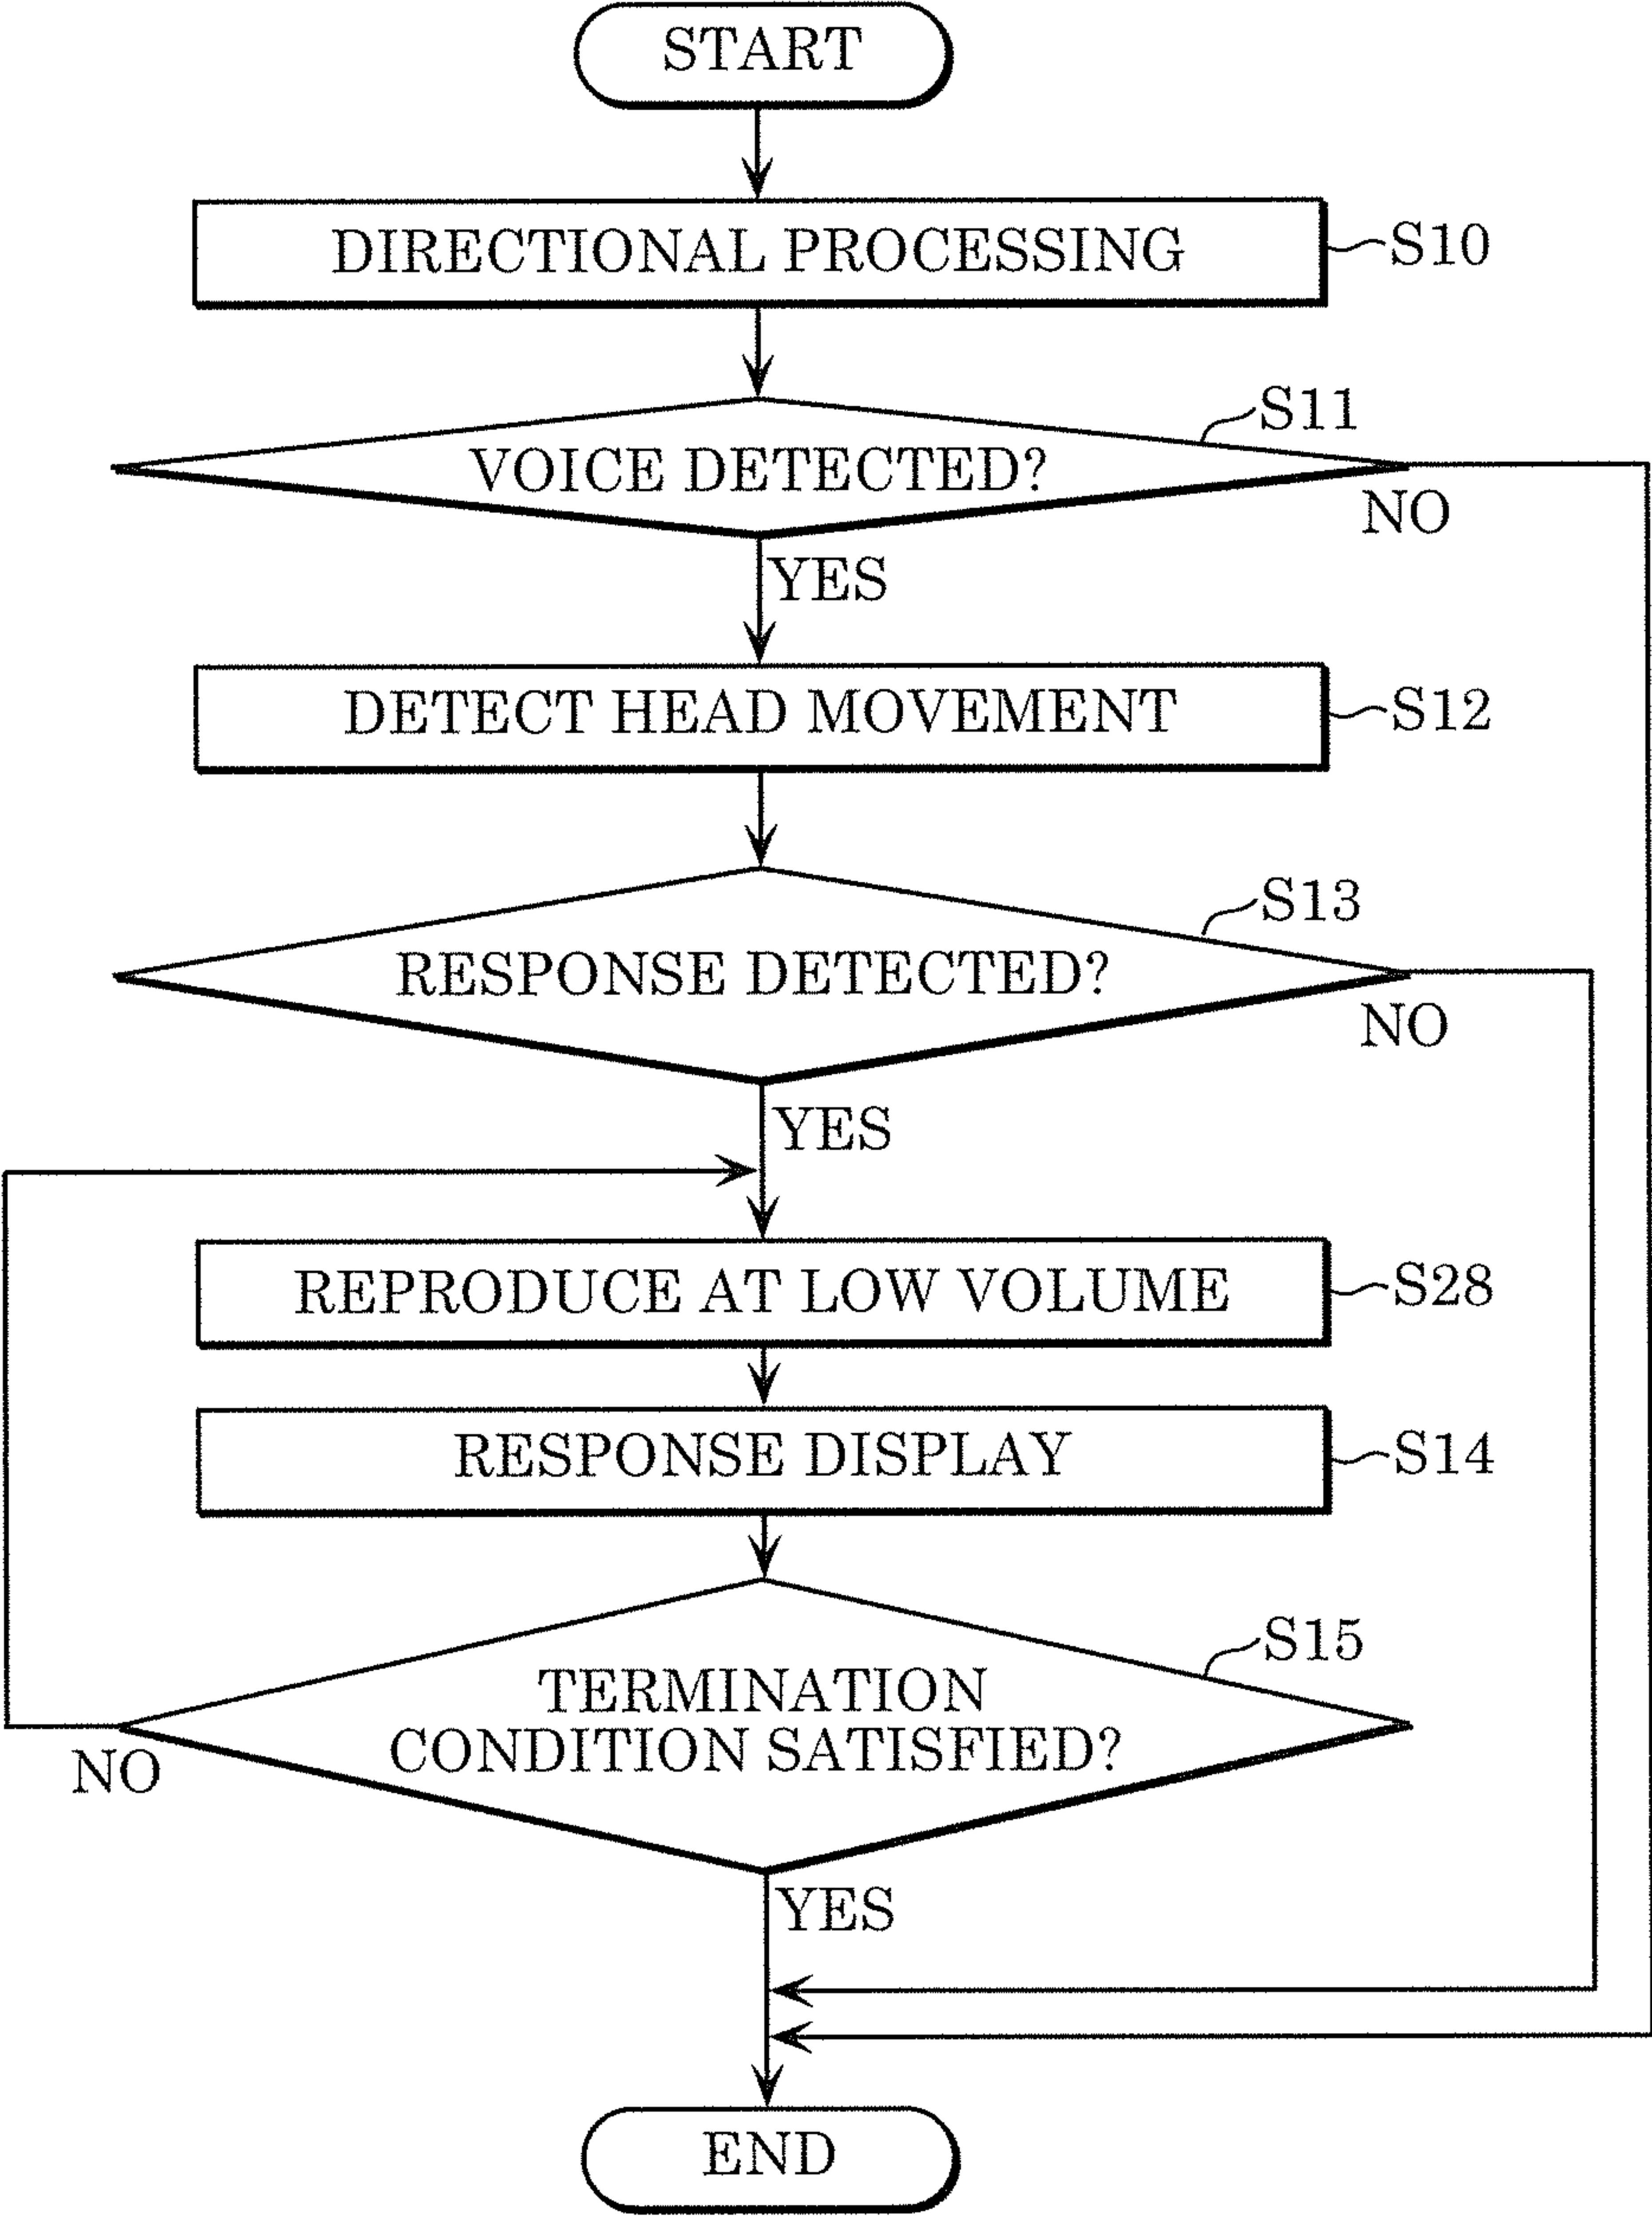 START
DIRECTIONAL PROCESSING
S10
S11
VOICE DETECTED?
NO
YES
DETECT HEAD MOVEMENT
S12
S13
RESPONSE DETECTED?
NO
YES
REPRODUCE AT LOW VOLUME
S28
RESPONSE DISPLAY
S14
S15
TERMINATION
CONDITION SATISFIED?
NO
YES
END